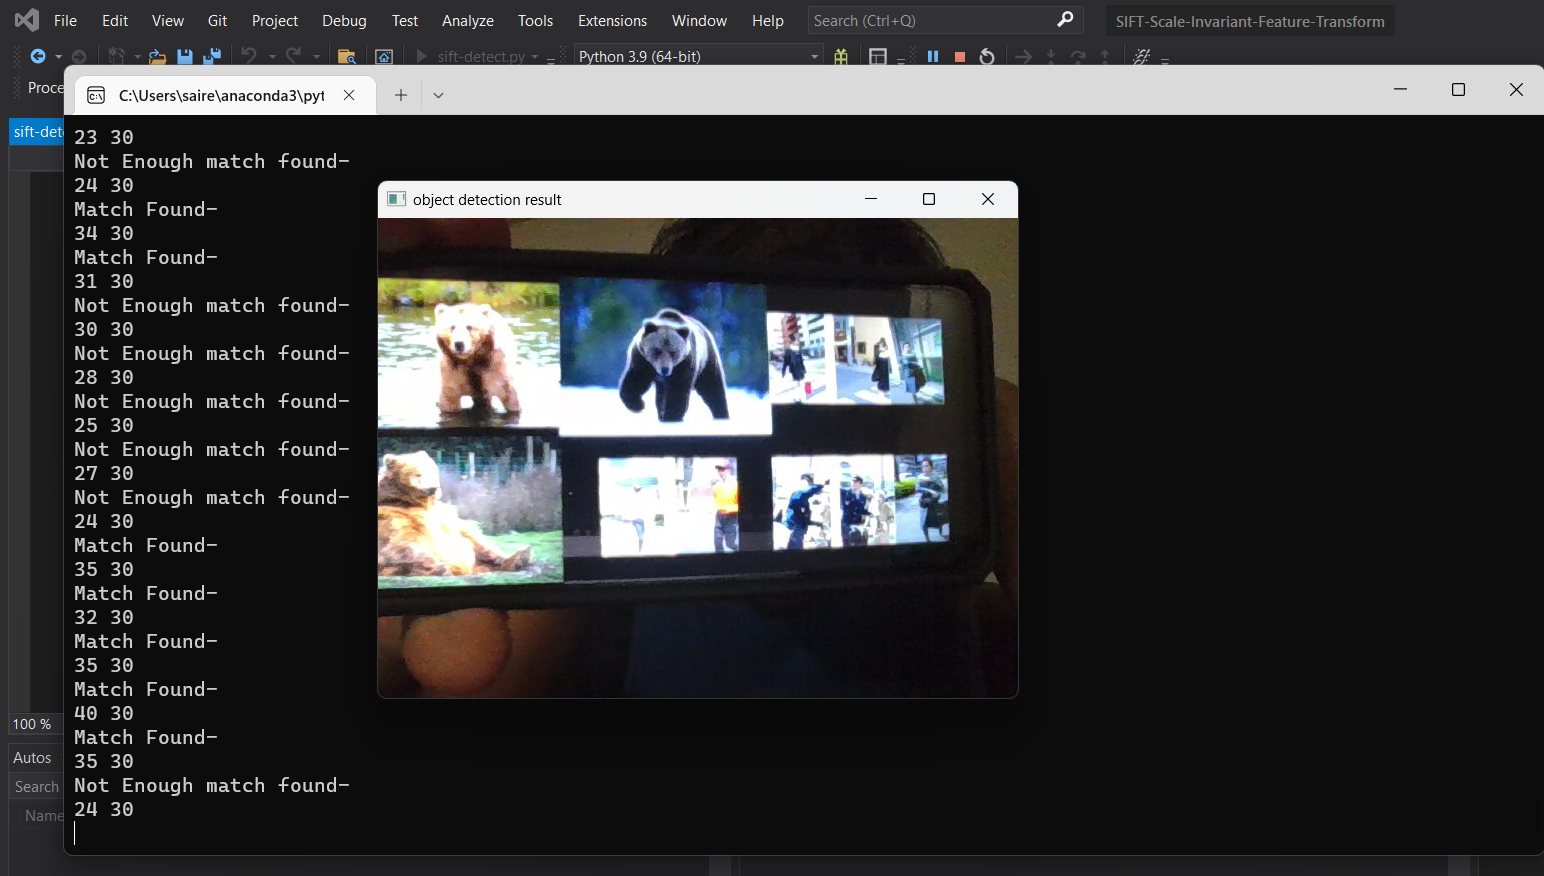 File Edit View Git Project Debug Test Analyze Tools Extensions Window Help Search (Ctrl+Q) SIFT-Scale-Invariant-Feature-Transform
sift-detect.py Python 3.9 (64-bit)
Proce
C:\Users\saire\anaconda3\pyt
sift-det
23 30
Not Enough match found-
24 30
Match Found-
34 30
Match Found-
31 30
Not Enough match found-
30 30
Not Enough match found-
28 30
Not Enough match found-
25 30
Not Enough match found-
27 30
Not Enough match found-
24 30
Match Found-
35 30
Match Found-
32 30
Match Found-
35 30
Match Found-
40 30
Match Found-
35 30
Not Enough match found-
24 30
object detection result
100 %
Autos
Search
Name